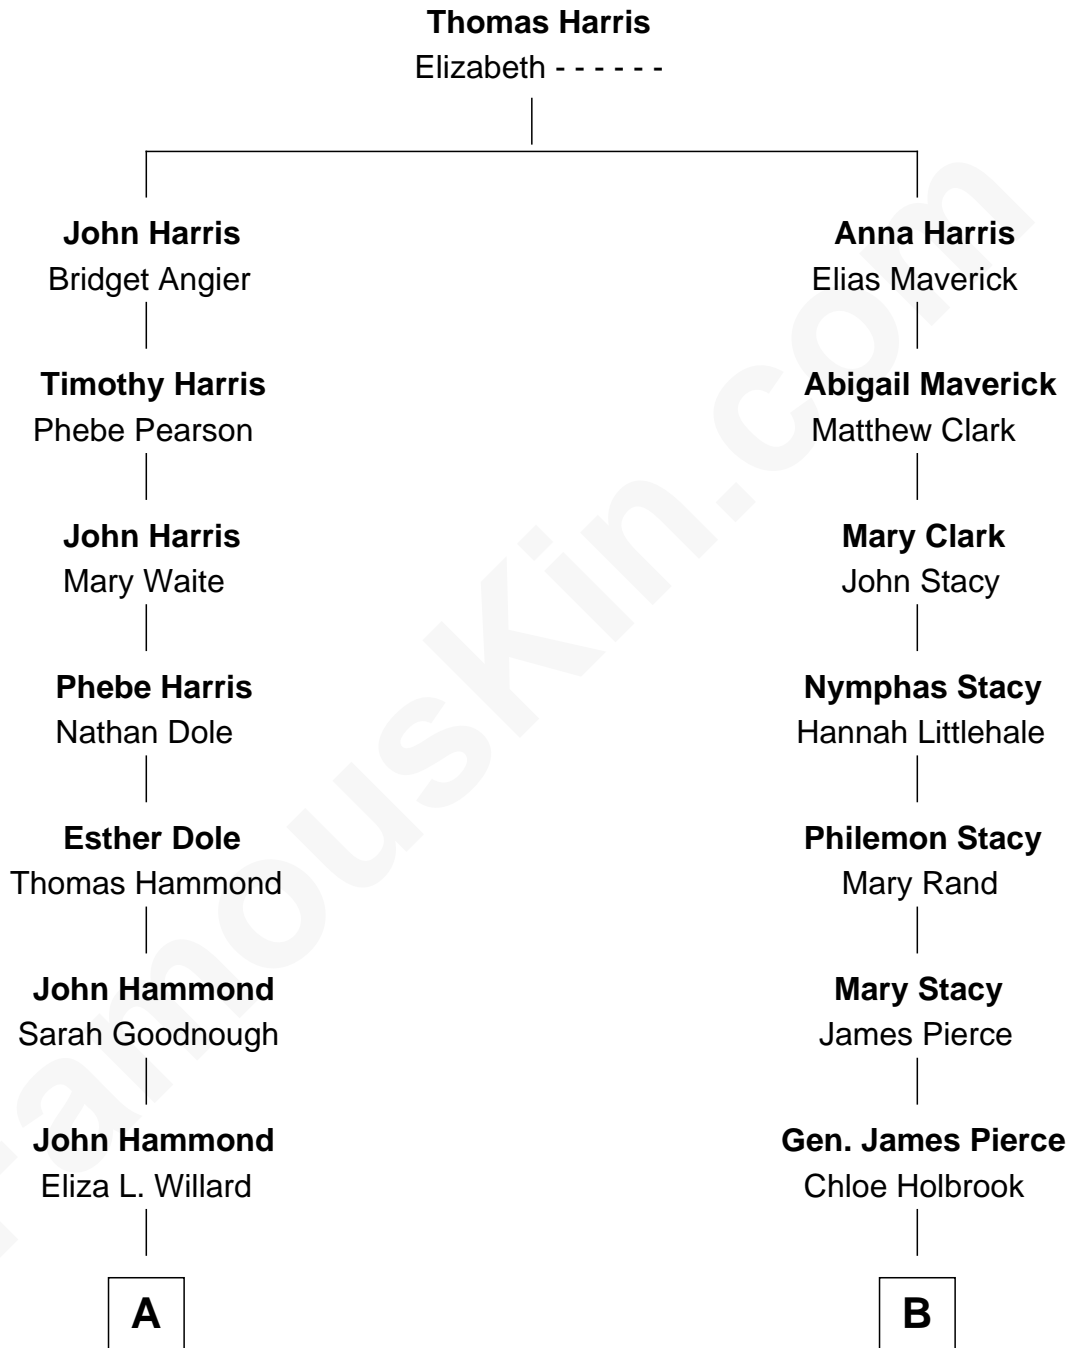 Thomas Harris
Elizabeth - - - - - -
John Harris
Bridget Angier
Timothy Harris
Phebe Pearson
John Harris
Mary Waite
Phebe Harris
Nathan Dole
Esther Dole
Thomas Hammond
John Hammond
Sarah Goodnough
John Hammond
Eliza L. Willard
A
Anna Harris
Elias Maverick
Abigail Maverick
Matthew Clark
Mary Clark
John Stacy
Nymphas Stacy
Hannah Littlehale
Philemon Stacy
Mary Rand
Mary Stacy
James Pierce
Gen. James Pierce
Chloe Holbrook
B
FamousKin.com